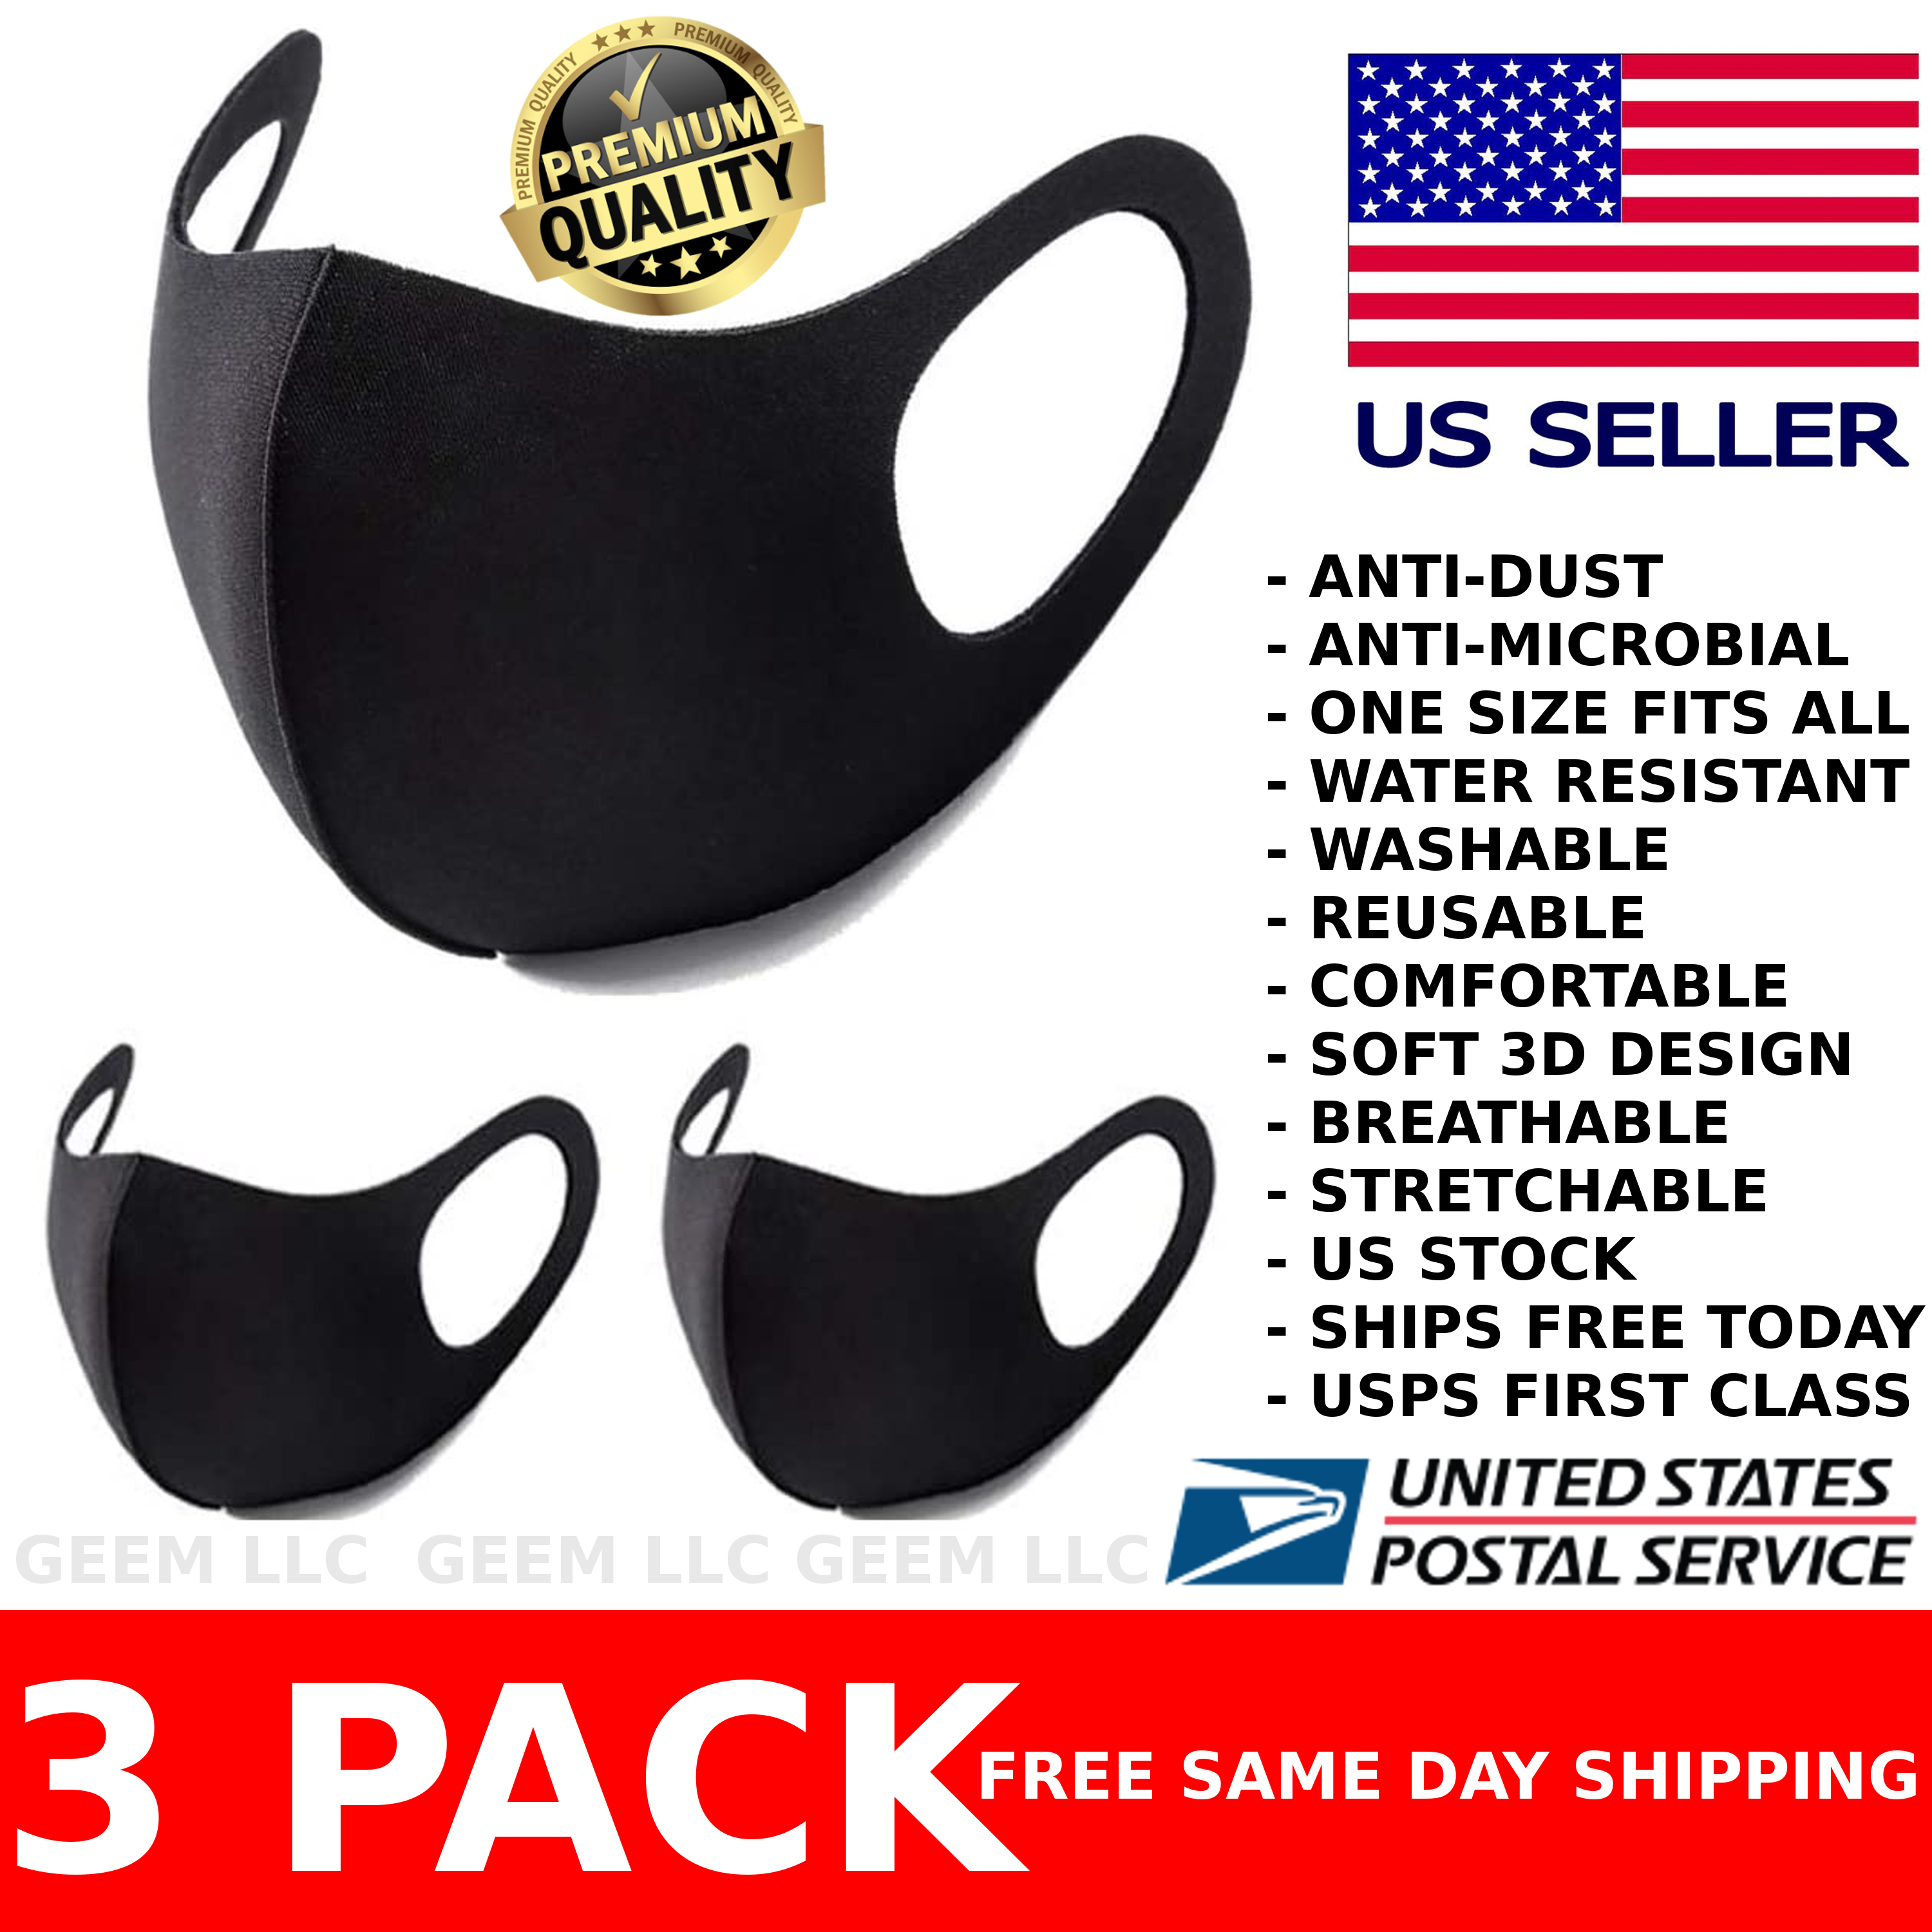 PREMIUM QUALITY
PREMIUM QUALITY
PREMIUM
QUALITY
US SELLER
- ANTI-DUST
- ANTI-MICROBIAL
- ONE SIZE FITS ALL
- WATER RESISTANT
- WASHABLE
- REUSABLE
- COMFORTABLE
- SOFT 3D DESIGN
- BREATHABLE
- STRETCHABLE
- US STOCK
- SHIPS FREE TODAY
- USPS FIRST CLASS
UNITED STATES
POSTAL SERVICE
GEEM LLC GEEM LLC GEEM LLC
3 PACK
FREE SAME DAY SHIPPING